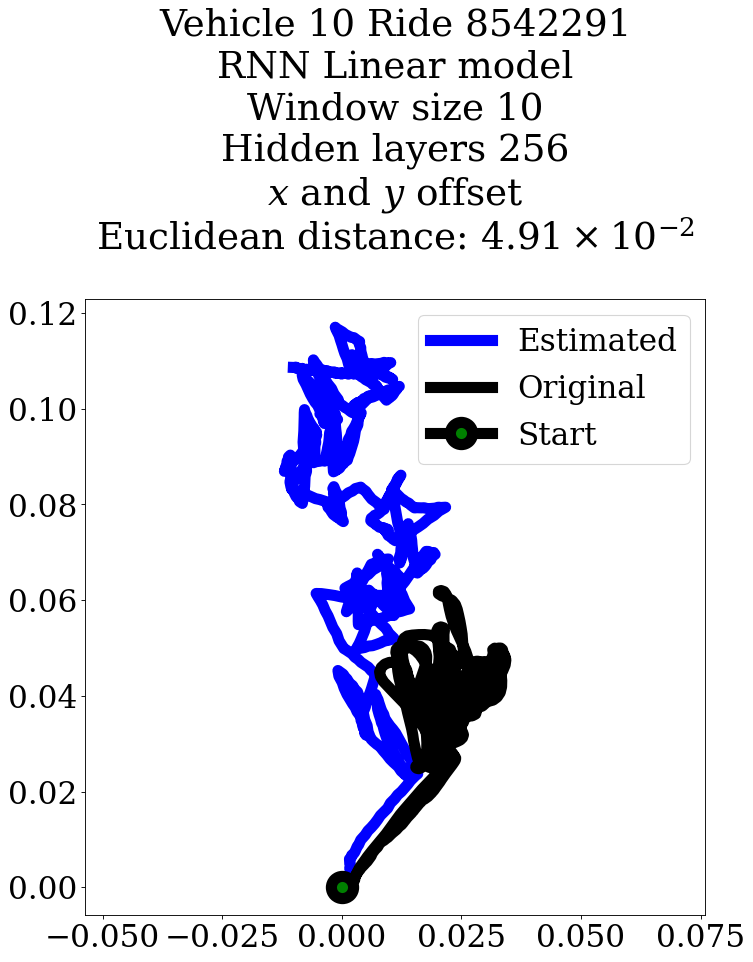 Vehicle 10 Ride 8542291
RNN Linear model
Window size 10
Hidden layers 256
x and y offset
Euclidean distance: 4.91 × 10⁻²
Estimated
Original
Start
0.12
0.10
0.08
0.06
0.04
0.02
0.00
−0.050 −0.025 0.000 0.025 0.050 0.075